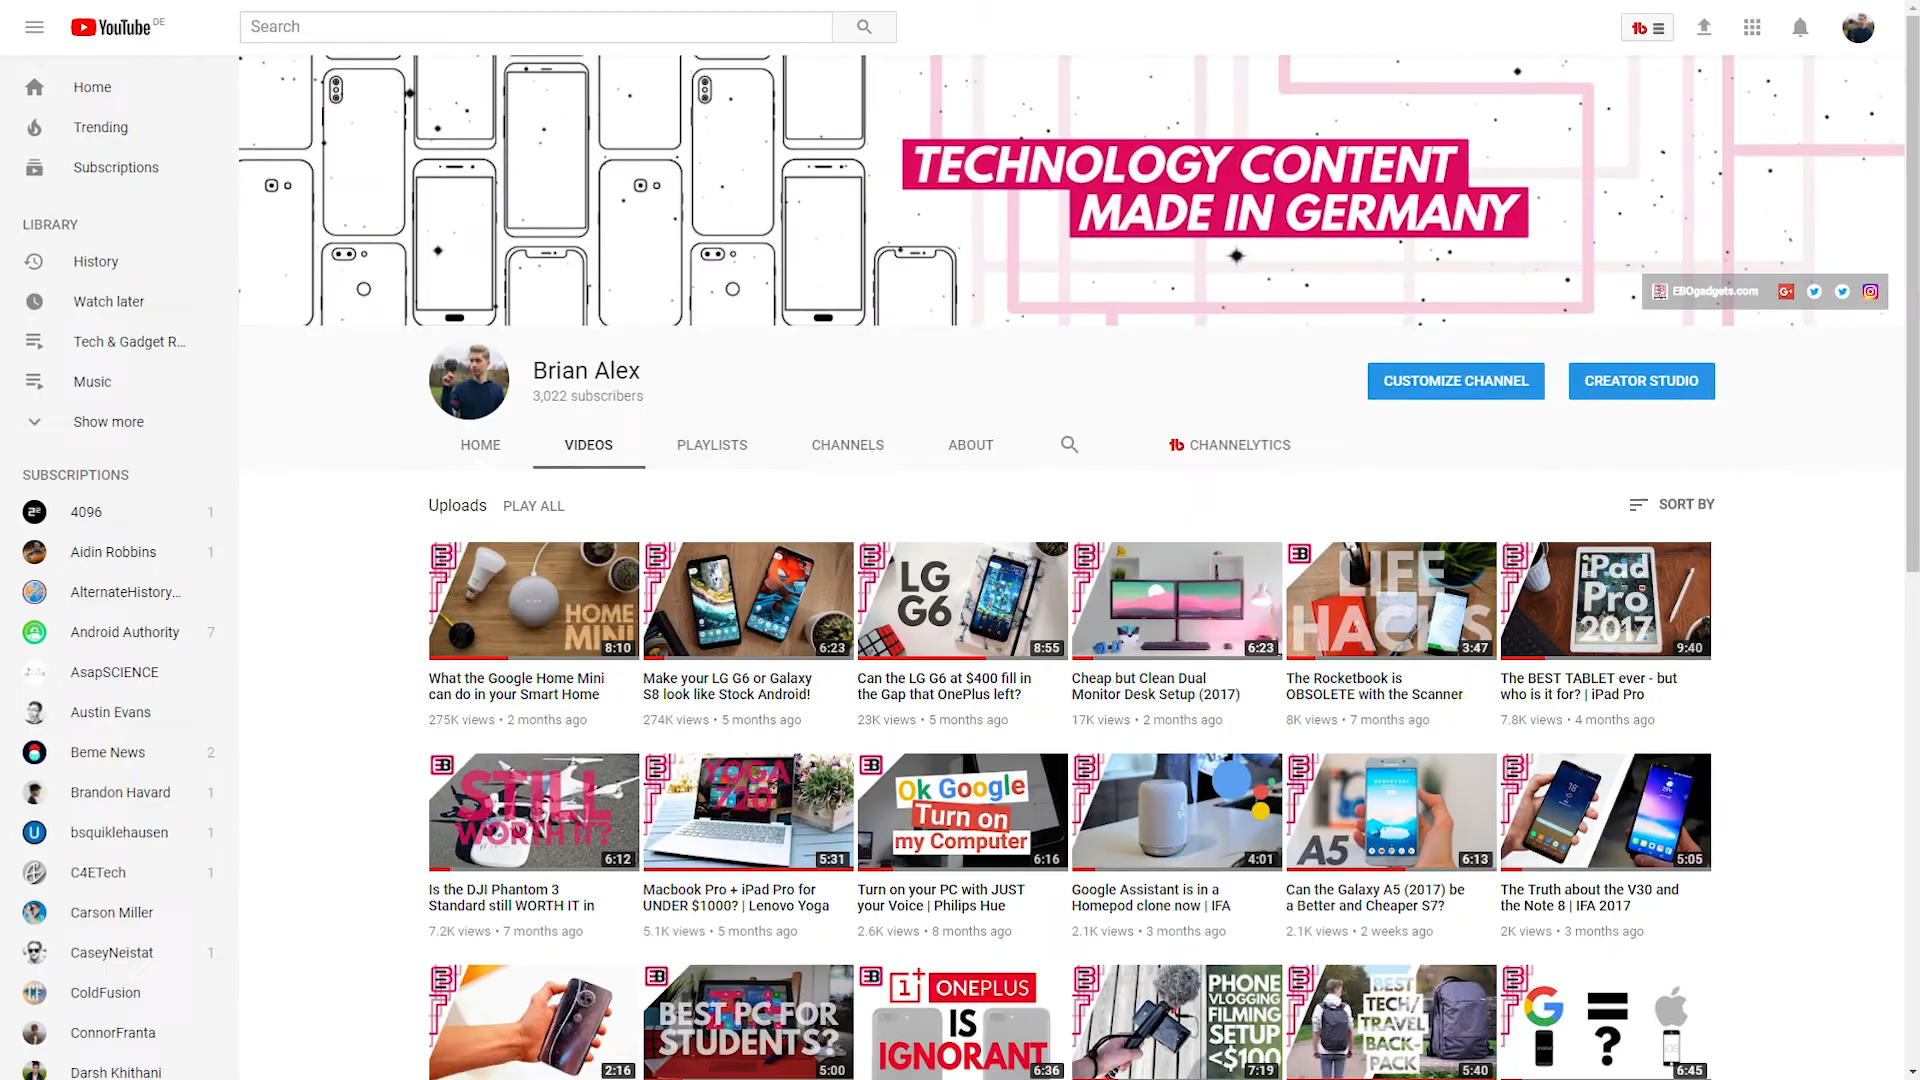 YouTube DE
Search
Home
Trending
Subscriptions
LIBRARY
History
Watch later
Tech & Gadget R...
Music
Show more
SUBSCRIPTIONS
4096 1
Aidin Robbins 1
AlternateHistory...
Android Authority 7
AsapSCIENCE
Austin Evans
Beme News 2
Brandon Havard 1
bsquiklehausen 1
C4ETech 1
Carson Miller
CaseyNeistat 1
ColdFusion
ConnorFranta
Darsh Khithani
TECHNOLOGY CONTENT
MADE IN GERMANY
EBOgadgets.com
Brian Alex
3,022 subscribers
CUSTOMIZE CHANNEL
CREATOR STUDIO
HOME
VIDEOS
PLAYLISTS
CHANNELS
ABOUT
CHANNELYTICS
Uploads PLAY ALL
SORT BY
HOME
MINI
8:10
What the Google Home Mini
can do in your Smart Home
275K views • 2 months ago
6:23
Make your LG G6 or Galaxy
S8 look like Stock Android!
274K views • 5 months ago
LG
G6
8:55
Can the LG G6 at $400 fill in
the Gap that OnePlus left?
23K views • 5 months ago
6:23
Cheap but Clean Dual
Monitor Desk Setup (2017)
17K views • 2 months ago
LIFE
HACKS
3:47
The Rocketbook is
OBSOLETE with the Scanner
8K views • 7 months ago
iPad
Pro
2017
9:40
The BEST TABLET ever - but
who is it for? | iPad Pro
7.8K views • 4 months ago
STILL
WORTH IT?
6:12
Is the DJI Phantom 3
Standard still WORTH IT in
7.2K views • 7 months ago
YOGA
720
5:31
Macbook Pro + iPad Pro for
UNDER $1000? | Lenovo Yoga
5.1K views • 5 months ago
Ok Google
Turn on
my Computer
6:16
Turn on your PC with JUST
your Voice | Philips Hue
2.6K views • 8 months ago
4:01
Google Assistant is in a
Homepod clone now | IFA
2.1K views • 3 months ago
A5
6:13
Can the Galaxy A5 (2017) be
a Better and Cheaper S7?
2.1K views • 2 weeks ago
5:05
The Truth about the V30 and
the Note 8 | IFA 2017
2K views • 3 months ago
2:16
BEST PC FOR
STUDENTS?
5:00
1+ ONEPLUS
IS
IGNORANT
6:36
PHONE
VLOGGING
FILMING
SETUP
<$100
7:19
BEST
TECH/
TRAVEL
BACK-
PACK
5:40
G = ?
6:45